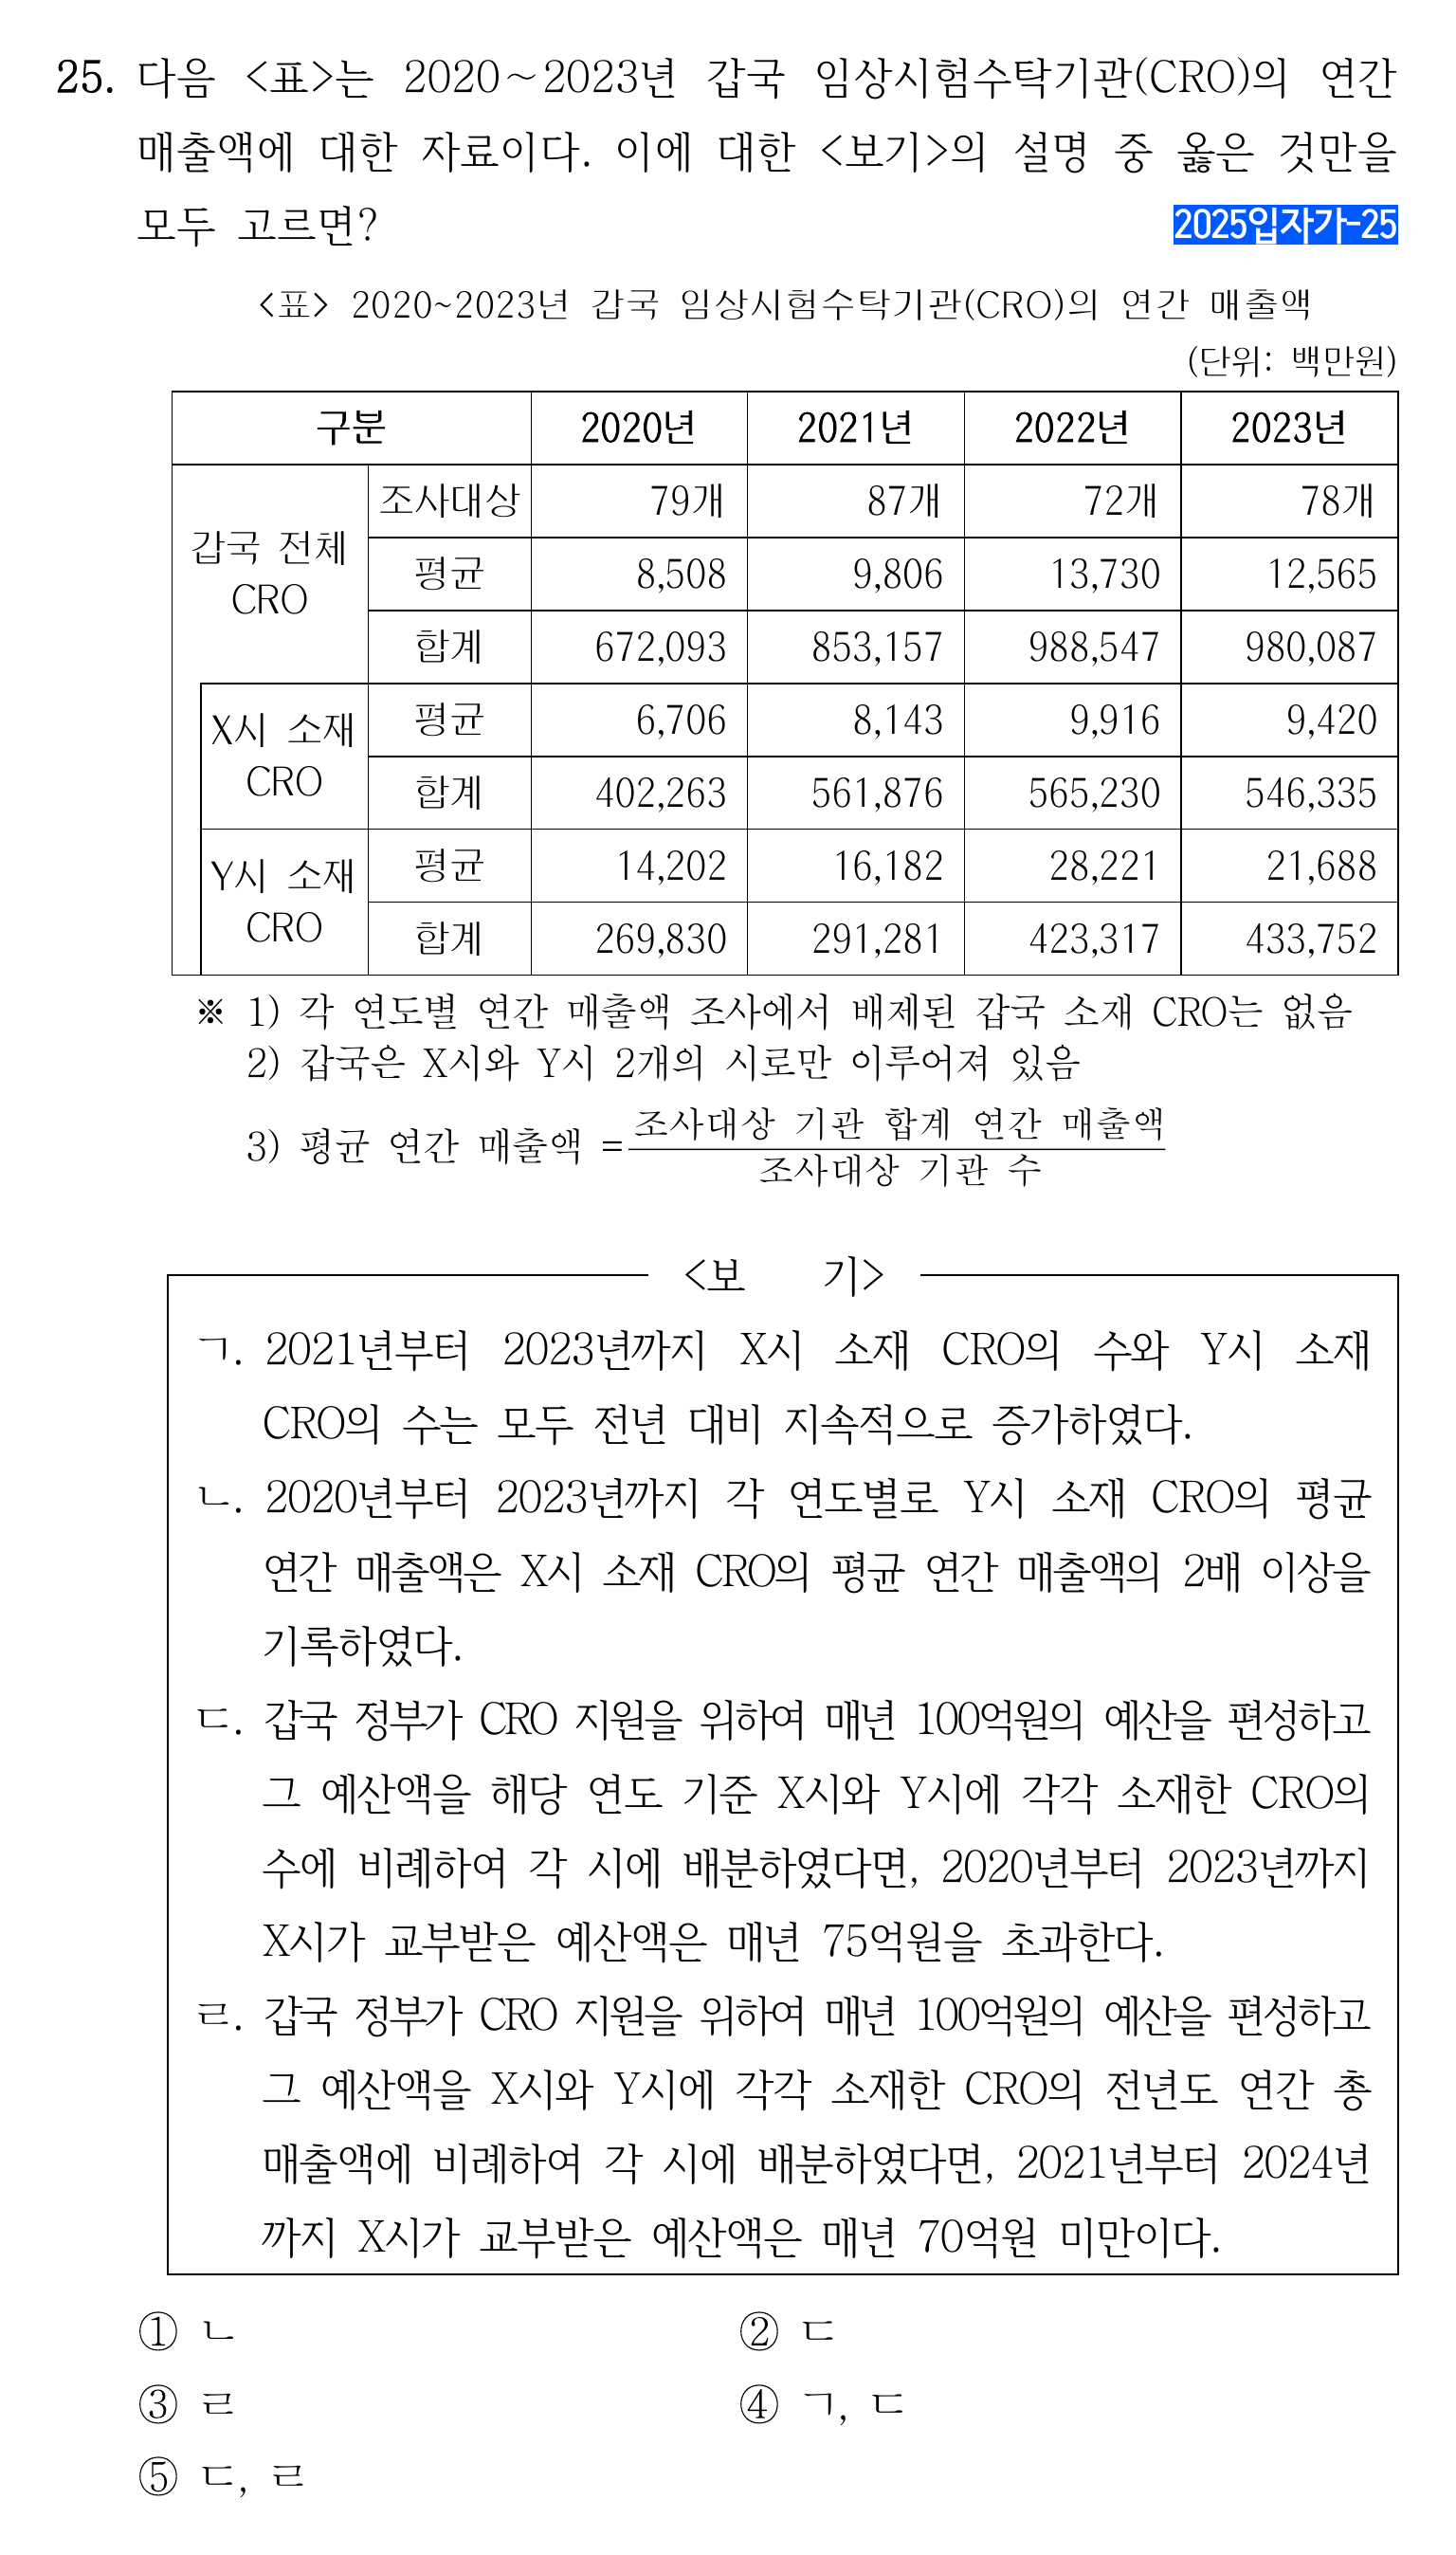 25. 다음 <표>는 2020~2023년 갑국 임상시험수탁기관(CRO)의 연간
매출액에 대한 자료이다. 이에 대한 <보기>의 설명 중 옳은 것만을
모두 고르면?
2025입자가-25
<표> 2020~2023년 갑국 임상시험수탁기관(CRO)의 연간 매출액
(단위: 백만원)
구분 2020년 2021년 2022년 2023년
갑국 전체 CRO 조사대상 79개 87개 72개 78개
평균 8,508 9,806 13,730 12,565
합계 672,093 853,157 988,547 980,087
X시 소재 CRO 평균 6,706 8,143 9,916 9,420
합계 402,263 561,876 565,230 546,335
Y시 소재 CRO 평균 14,202 16,182 28,221 21,688
합계 269,830 291,281 423,317 433,752
※ 1) 각 연도별 연간 매출액 조사에서 배제된 갑국 소재 CRO는 없음
2) 갑국은 X시와 Y시 2개의 시로만 이루어져 있음
3) 평균 연간 매출액 = 조사대상 기관 합계 연간 매출액
조사대상 기관 수
<보 기>
ㄱ. 2021년부터 2023년까지 X시 소재 CRO의 수와 Y시 소재
CRO의 수는 모두 전년 대비 지속적으로 증가하였다.
ㄴ. 2020년부터 2023년까지 각 연도별로 Y시 소재 CRO의 평균
연간 매출액은 X시 소재 CRO의 평균 연간 매출액의 2배 이상을
기록하였다.
ㄷ. 갑국 정부가 CRO 지원을 위하여 매년 100억원의 예산을 편성하고
그 예산액을 해당 연도 기준 X시와 Y시에 각각 소재한 CRO의
수에 비례하여 각 시에 배분하였다면, 2020년부터 2023년까지
X시가 교부받은 예산액은 매년 75억원을 초과한다.
ㄹ. 갑국 정부가 CRO 지원을 위하여 매년 100억원의 예산을 편성하고
그 예산액을 X시와 Y시에 각각 소재한 CRO의 전년도 연간 총
매출액에 비례하여 각 시에 배분하였다면, 2021년부터 2024년
까지 X시가 교부받은 예산액은 매년 70억원 미만이다.
① ㄴ ② ㄷ
③ ㄹ ④ ㄱ, ㄷ
⑤ ㄷ, ㄹ